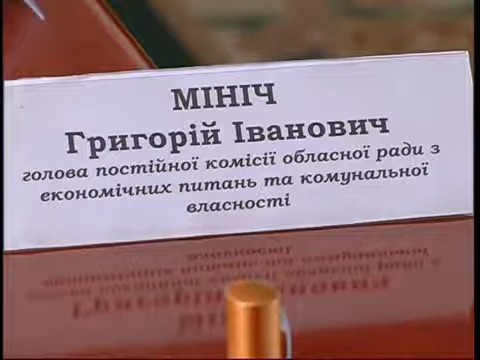 МІНІЧ
Григорій Іванович
голова постійної комісії обласної ради з
економічних питань та комунальної
власності